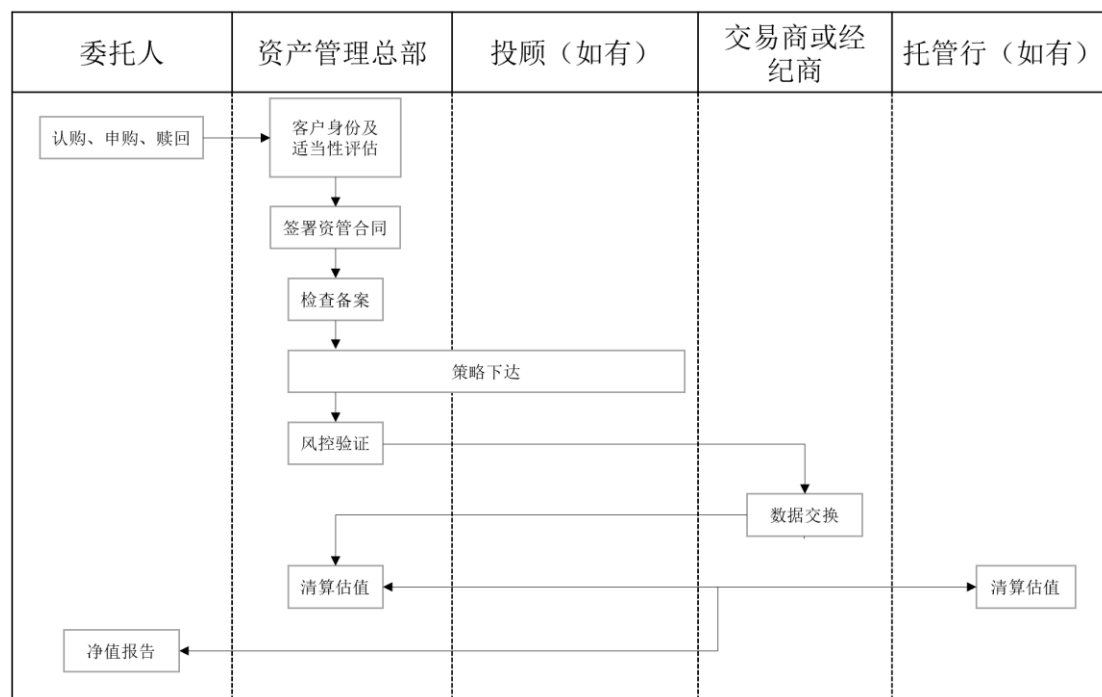 委托人
资产管理总部
投顾（如有）
交易商或经
纪商
托管行（如有）
认购、申购、赎回
客户身份及
适当性评估
签署资管合同
检查备案
策略下达
风控验证
数据交换
清算估值
清算估值
净值报告